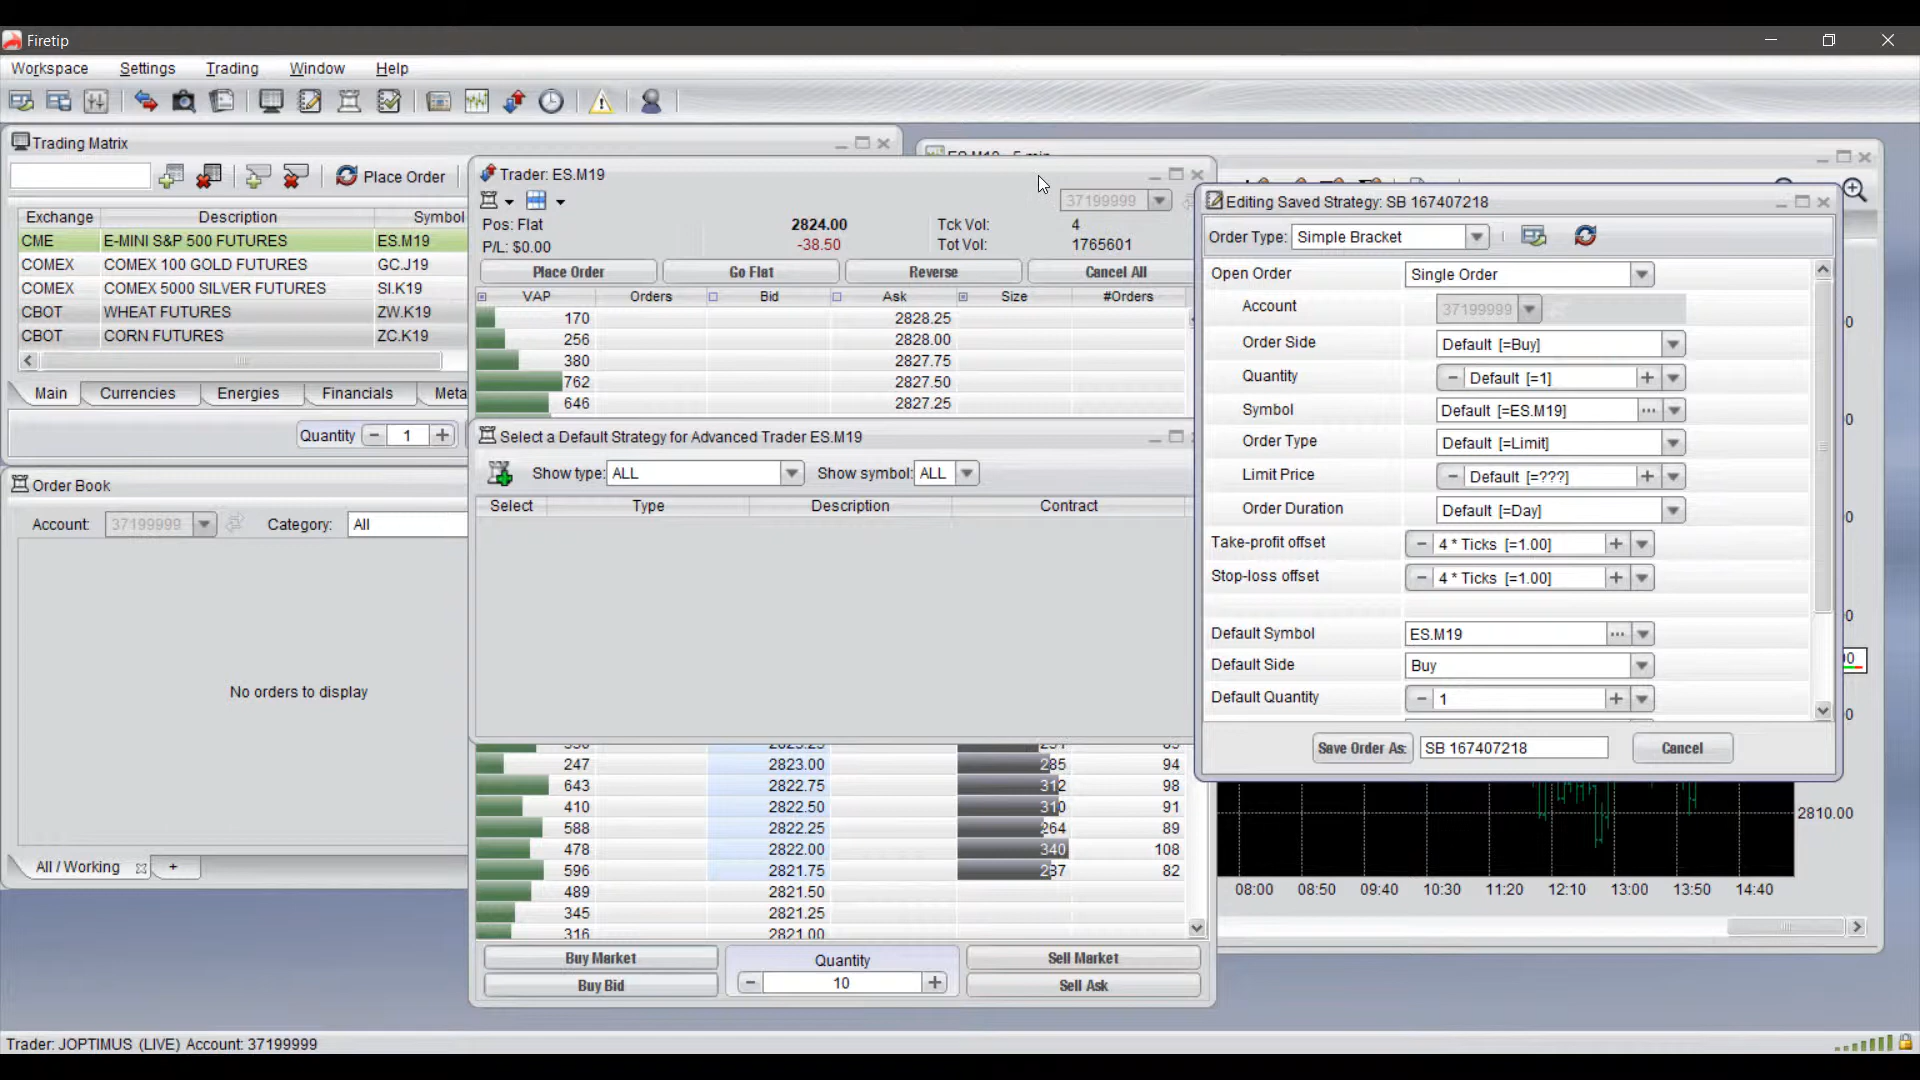 Firetip
Workspace Settings Trading Window Help
Trading Matrix
Place Order
Exchange Description Symbol
CME E-MINI S&P 500 FUTURES ES.M19
COMEX COMEX 100 GOLD FUTURES GC.J19
COMEX COMEX 5000 SILVER FUTURES SI.K19
CBOT WHEAT FUTURES ZW.K19
CBOT CORN FUTURES ZC.K19
Main Currencies Energies Financials Meta
Quantity − 1 +
Order Book
Account: 37199999 Category: All
No orders to display
All / Working +
Trader: ES.M19
37199999
Pos: Flat 2824.00 Tck Vol: 4
P/L: $0.00 -38.50 Tot Vol: 1765601
Place Order Go Flat Reverse Cancel All
VAP Orders Bid Ask Size #Orders
170 2828.25
256 2828.00
380 2827.75
762 2827.50
646 2827.25
Select a Default Strategy for Advanced Trader ES.M19
Show type: ALL Show symbol: ALL
Select Type Description Contract
247 2823.00 285 94
643 2822.75 312 98
410 2822.50 310 91
588 2822.25 264 89
478 2822.00 340 108
596 2821.75 237 82
489 2821.50
345 2821.25
316 2821.00
Buy Market Quantity Sell Market
Buy Bid − 10 + Sell Ask
Editing Saved Strategy: SB 167407218
Order Type: Simple Bracket
Open Order Single Order
Account 37199999
Order Side Default [=Buy]
Quantity − Default [=1] +
Symbol Default [=ES.M19] ...
Order Type Default [=Limit]
Limit Price − Default [=???] +
Order Duration Default [=Day]
Take-profit offset − 4 * Ticks [=1.00] +
Stop-loss offset − 4 * Ticks [=1.00] +
Default Symbol ES.M19 ...
Default Side Buy
Default Quantity − 1 +
Save Order As: SB 167407218 Cancel
2810.00
08:00 08:50 09:40 10:30 11:20 12:10 13:00 13:50 14:40
Trader: JOPTIMUS (LIVE) Account: 37199999